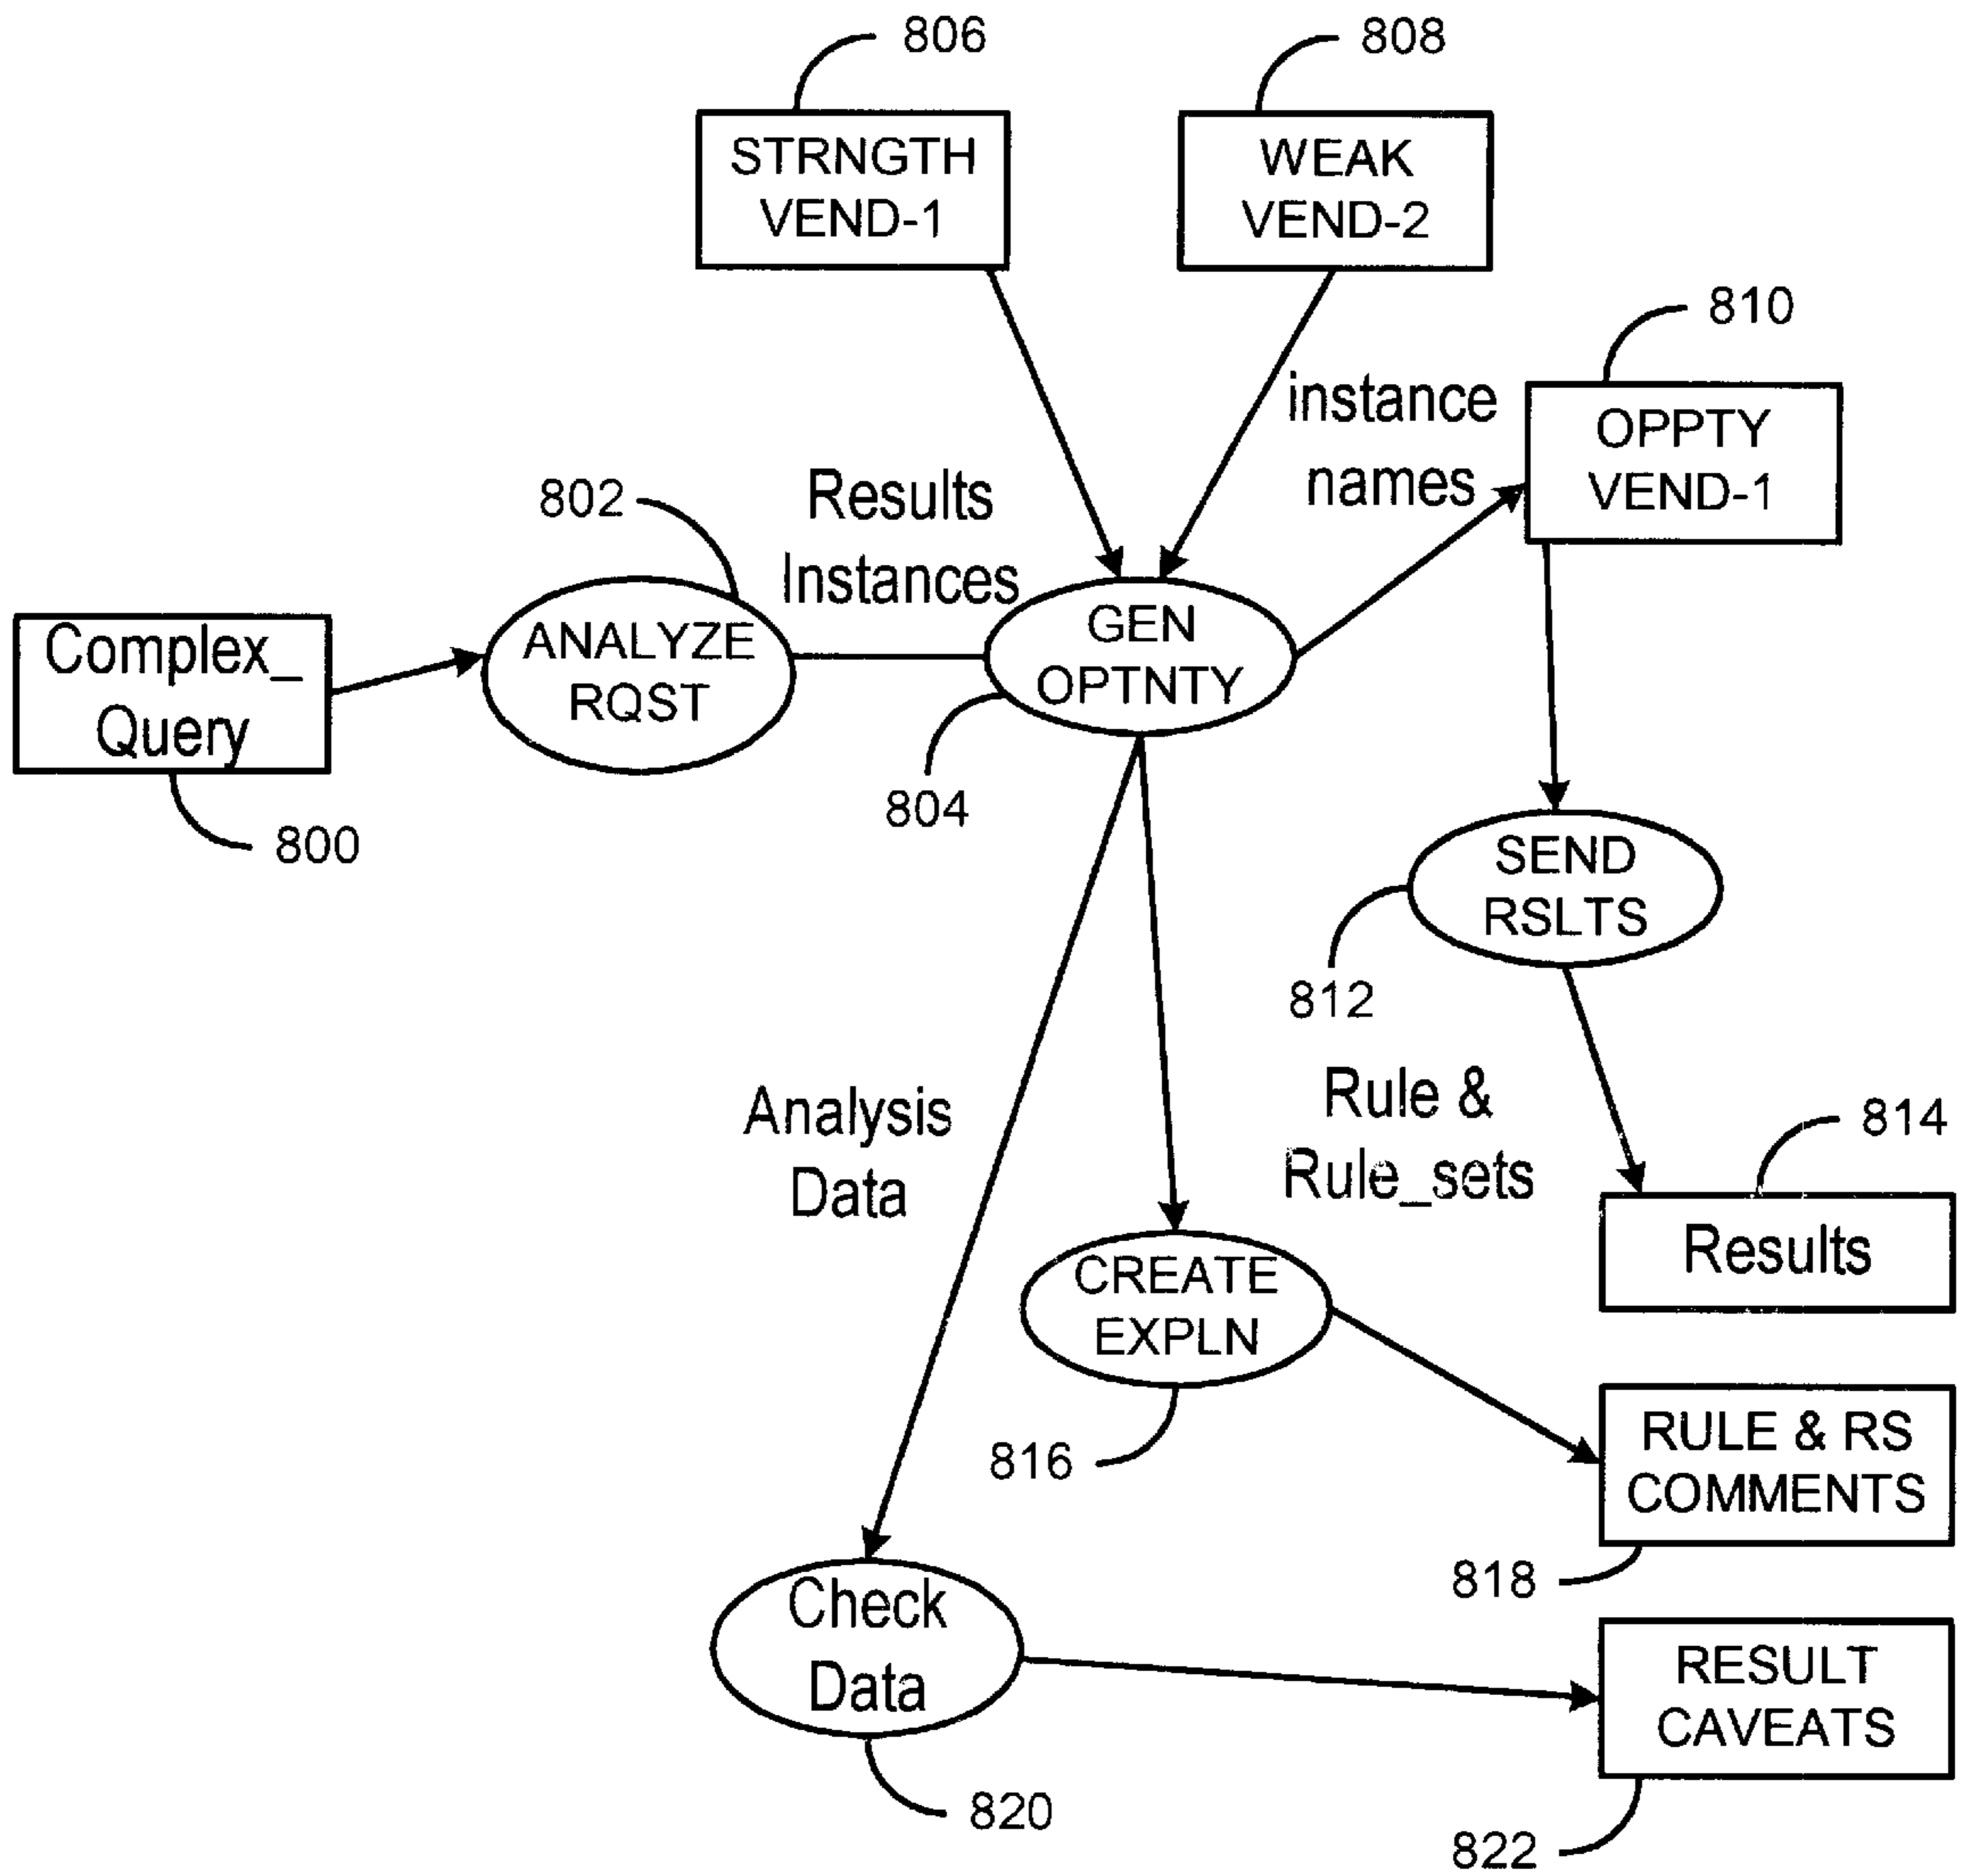 806
808
STRNGTH
VEND-1
WEAK
VEND-2
810
instance
names
OPPTY
VEND-1
802
Results
Instances
Complex_
Query
ANALYZE
RQST
GEN
OPTNTY
804
800
SEND
RSLTS
812
Analysis
Data
Rule &
Rule_sets
814
Results
CREATE
EXPLN
816
RULE & RS
COMMENTS
818
Check
Data
RESULT
CAVEATS
820
822